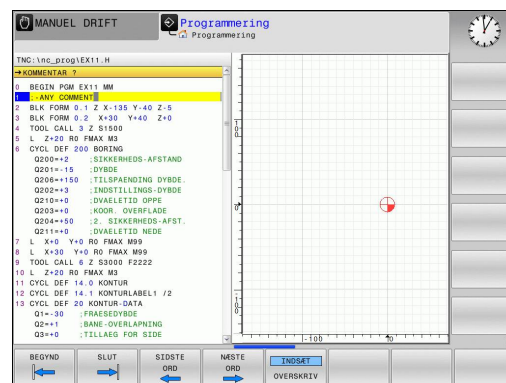 MANUEL DRIFT
Programmering
Programmering
TNC:\nc_prog\EX11.H
→KOMMENTAR ?
0 BEGIN PGM EX11 MM
1 ;-ANY COMMENT
2 BLK FORM 0.1 Z X-135 Y-40 Z-5
3 BLK FORM 0.2 X+30 Y+40 Z+0
4 TOOL CALL 3 Z S1500
5 L Z+20 R0 FMAX M3
6 CYCL DEF 200 BORING
Q200=+2 ;SIKKERHEDS-AFSTAND
Q201=-15 ;DYBDE
Q206=+150 ;TILSPAENDING DYBDE.
Q202=+3 ;INDSTILLINGS-DYBDE
Q210=+0 ;DVAELETID OPPE
Q203=+0 ;KOOR. OVERFLADE
Q204=+50 ;2. SIKKERHEDS-AFST.
Q211=+0 ;DVAELETID NEDE
7 L X+0 Y+0 R0 FMAX M99
8 L X+30 Y+0 R0 FMAX M99
9 TOOL CALL 6 Z S3000 F2222
10 L Z+20 R0 FMAX M3
11 CYCL DEF 14.0 KONTUR
12 CYCL DEF 14.1 KONTURLABEL1 /2
13 CYCL DEF 20 KONTUR-DATA
Q1=-30 ;FRAESEDYBDE
Q2=+1 ;BANE-OVERLAPNING
Q3=+0 ;TILLAEG FOR SIDE
100
0
-100
-100
0
BEGYND
SLUT
SIDSTE
ORD
NÆSTE
ORD
INDSÆT
OVERSKRIV